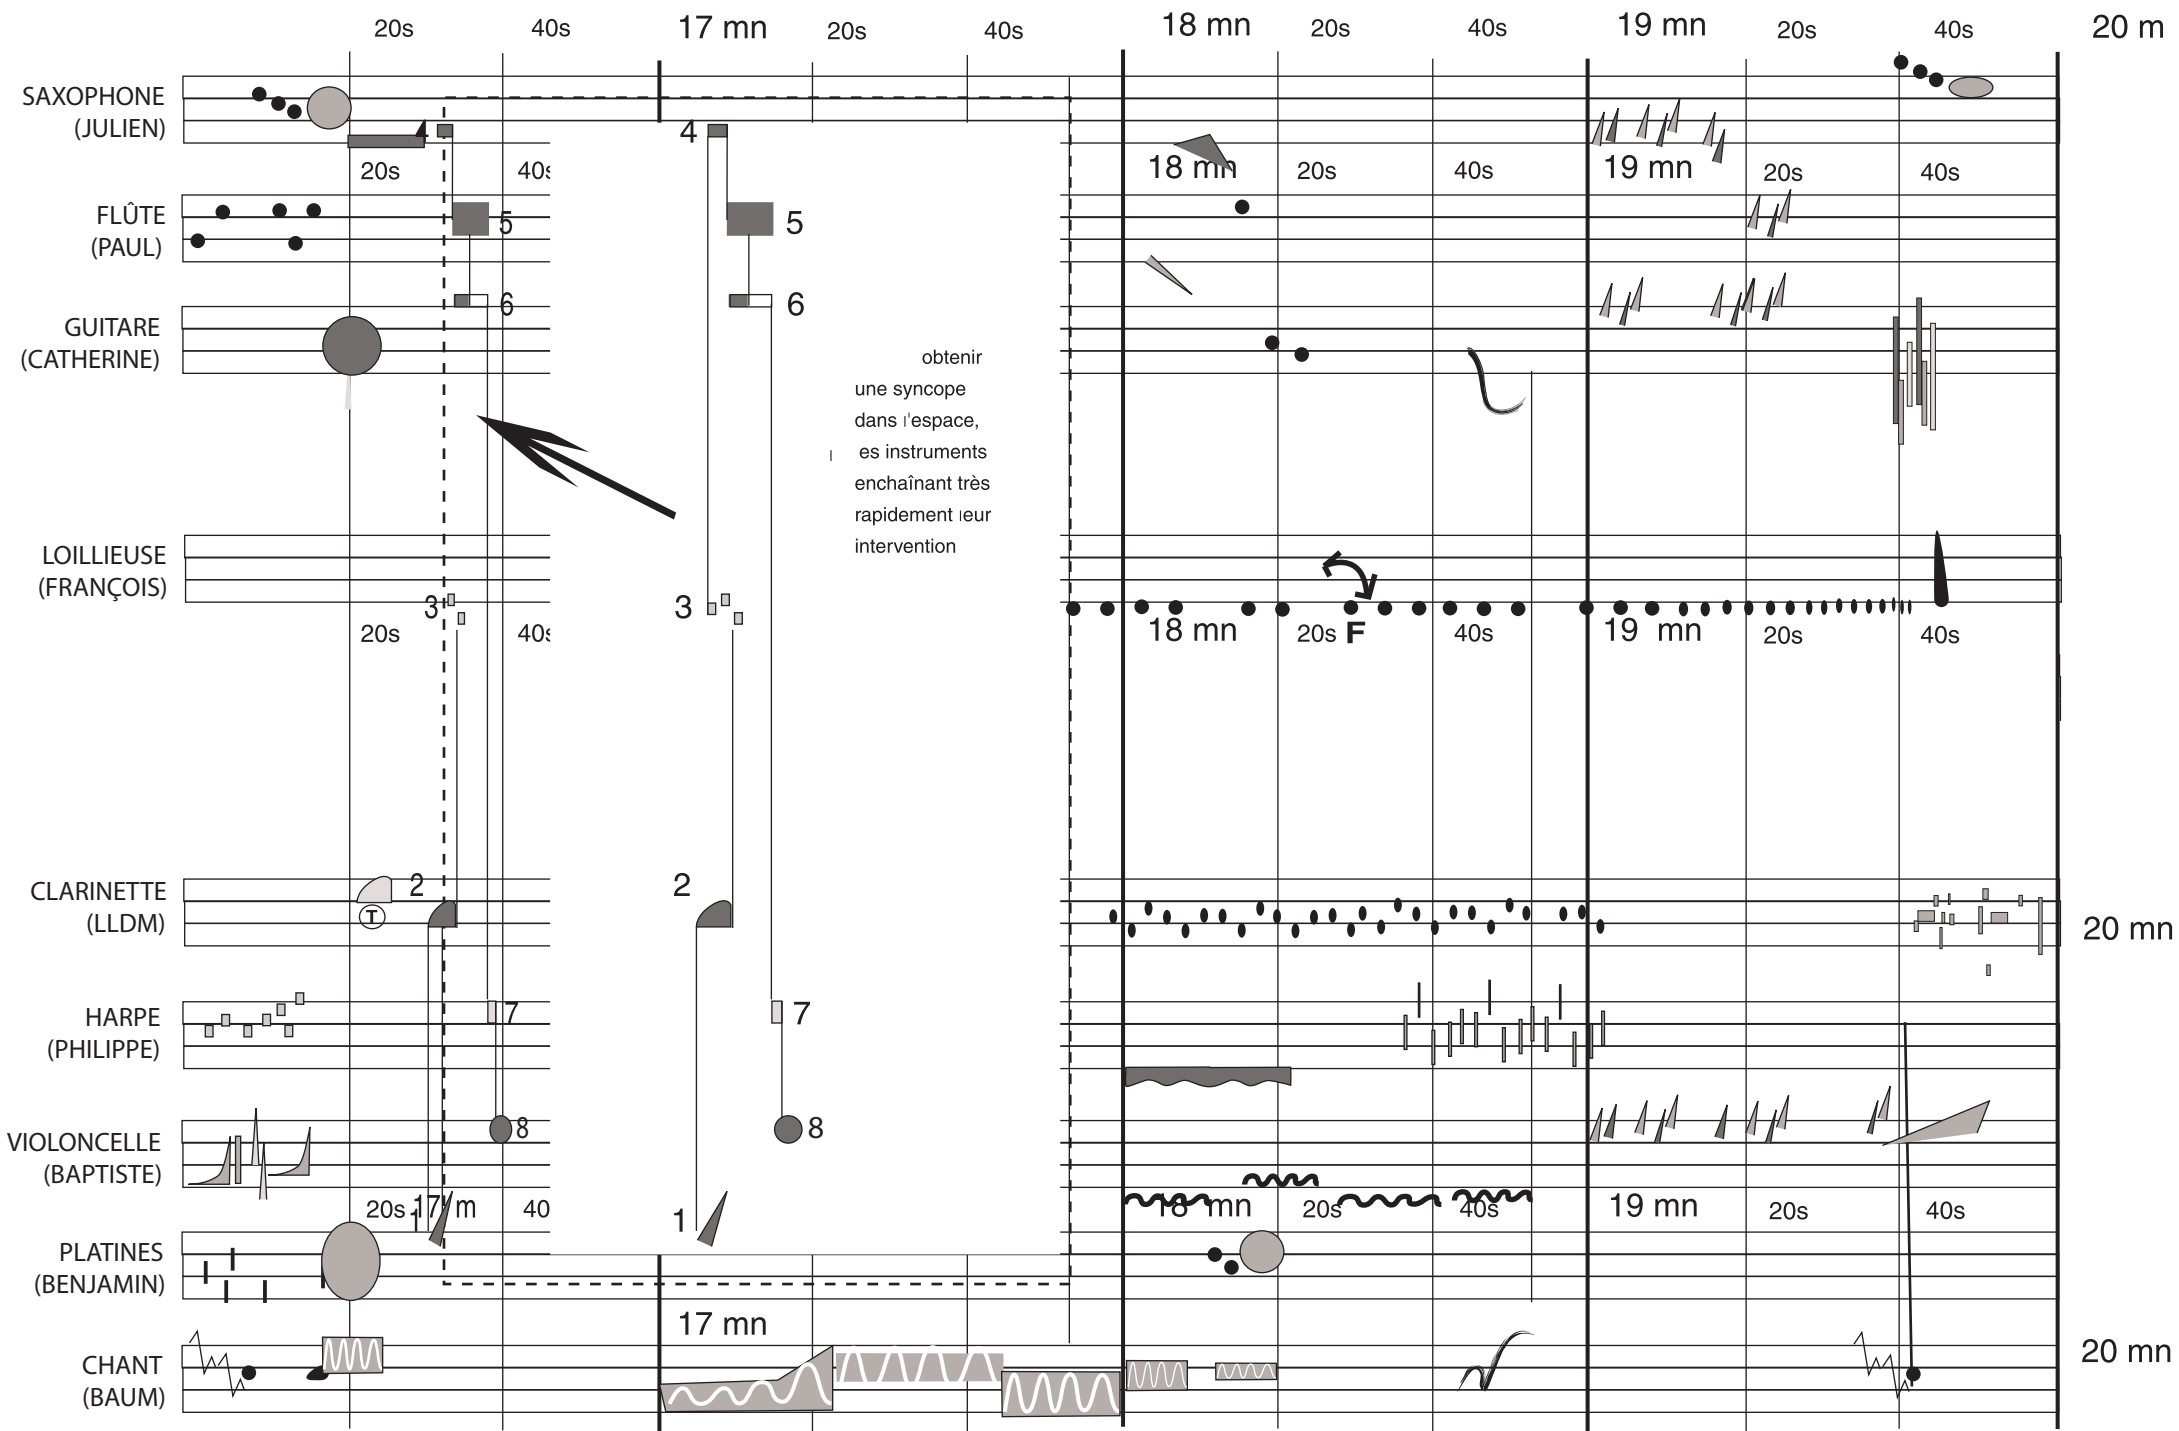 20s 40s 17 mn 20s 40s 18 mn 20s 40s 19 mn 20s 40s 20 m
SAXOPHONE
(JULIEN)
4 4
20s 40s 18 mn 20s 40s 19 mn 20s 40s
FLÛTE
(PAUL)
5 5
6 6
GUITARE
(CATHERINE)
obtenir
une syncope
dans l'espace,
l es instruments
enchaînant très
rapidement leur
intervention
LOILLIEUSE
(FRANÇOIS)
3 3
20s 40s 18 mn 20s F 40s 19 mn 20s 40s
CLARINETTE
(LLDM)
2 2
T
20 mn
HARPE
(PHILIPPE)
7 7
VIOLONCELLE
(BAPTISTE)
8 8
20s 17 m 40 18 mn 20s 40s 19 mn 20s 40s
1 1
PLATINES
(BENJAMIN)
17 mn
CHANT
(BAUM)
20 mn